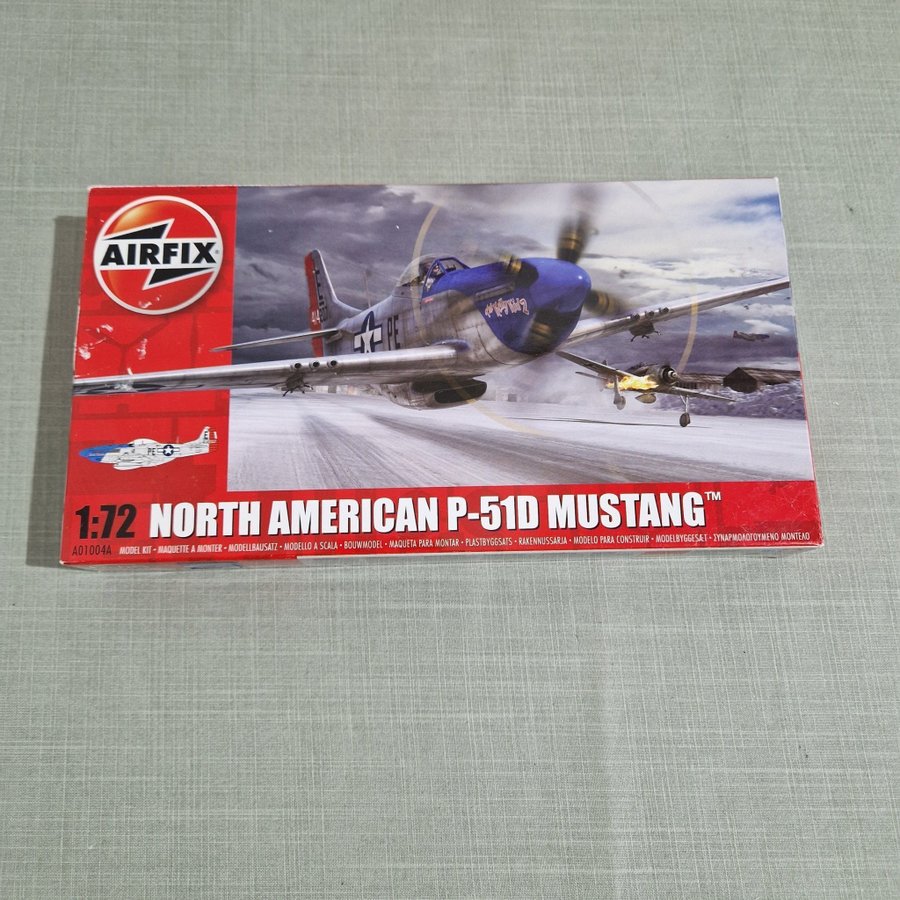 AIRFIX
PE
E
PE
1:72 NORTH AMERICAN P-51D MUSTANG™
A01004A MODEL KIT • MAQUETTE A MONTER • MODELLBAUSATZ • MODELLO A SCALA • BOUWMODEL • MAQUETA PARA MONTAR • PLASTBYGGSATS • RAKENNUSSARJA • MODELO PARA CONSTRUIR • MODELBYGGESÆT • ΣΥΝΑΡΜΟΛΟΓΟΥΜΕΝΟ ΜΟΝΤΕΛΟ